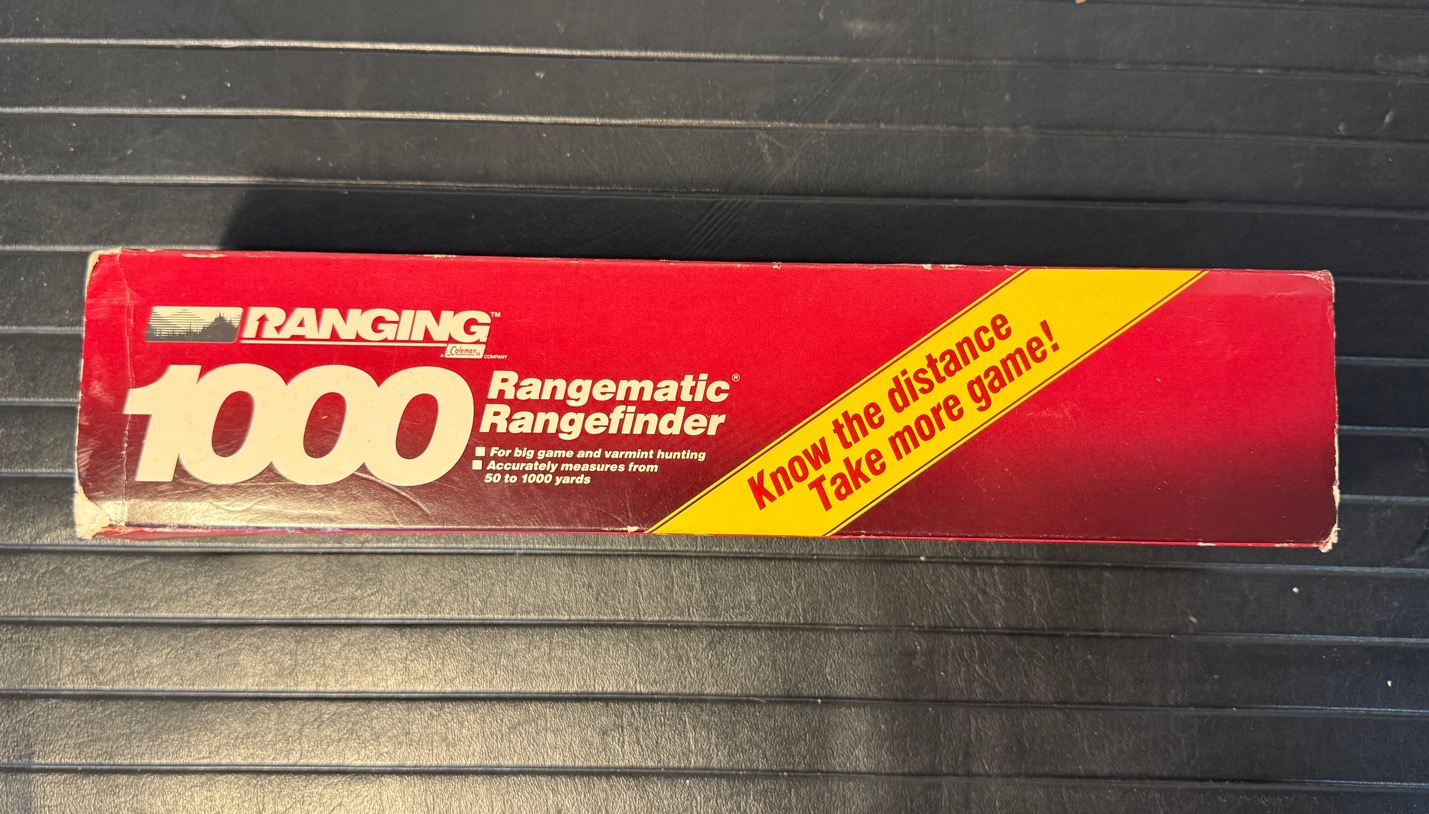 RANGING™
A Coleman® COMPANY
1000
Rangematic®
Rangefinder
■ For big game and varmint hunting
■ Accurately measures from
50 to 1000 yards
Know the distance
Take more game!